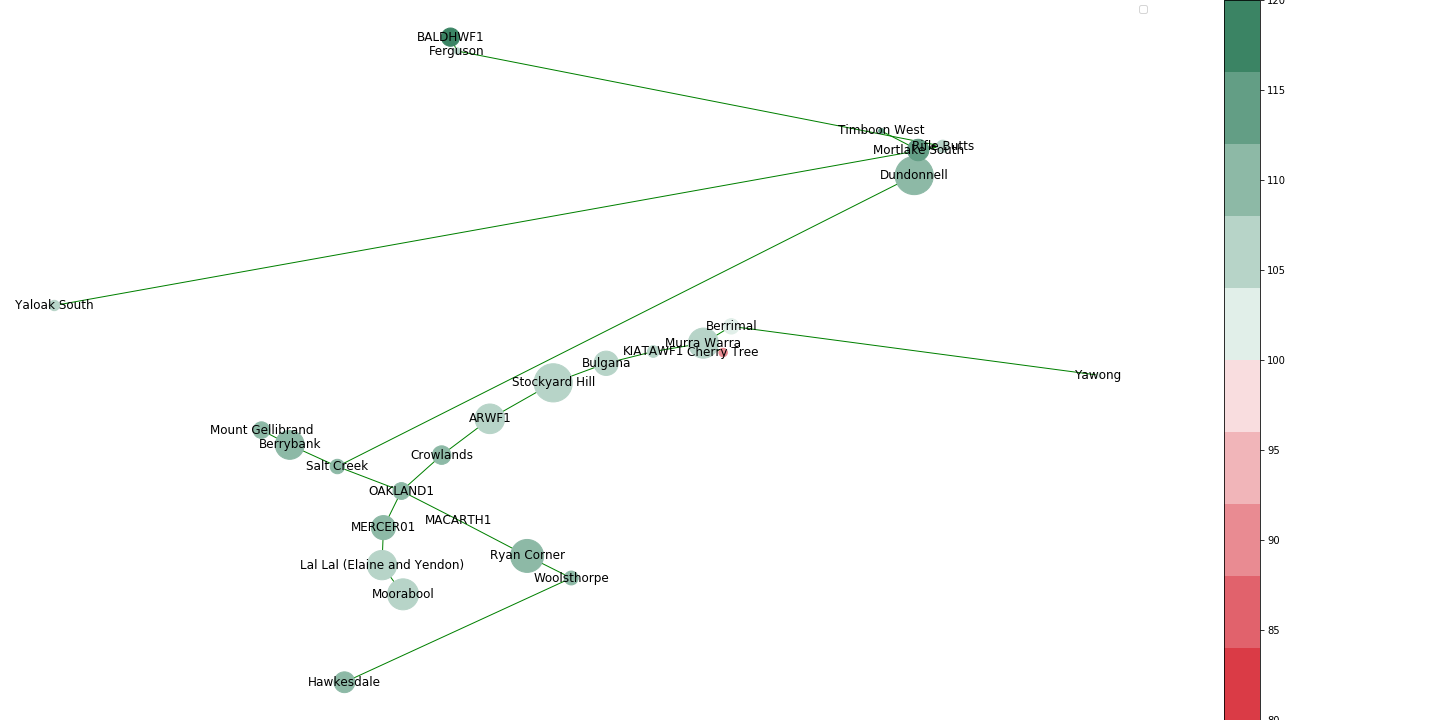 BALDHWF1
Ferguson
Timboon West
Rifle Butts
Mortlake South
Dundonnell
Yaloak South
Berrimal
Murra Warra
KIATAWF1
Cherry Tree
Bulgana
Yawong
Stockyard Hill
ARWF1
Mount Gellibrand
Berrybank
Crowlands
Salt Creek
OAKLAND1
MACARTH1
MERCER01
Ryan Corner
Lal Lal (Elaine and Yendon)
Woolsthorpe
Moorabool
Hawkesdale
120
115
110
105
100
95
90
85
80